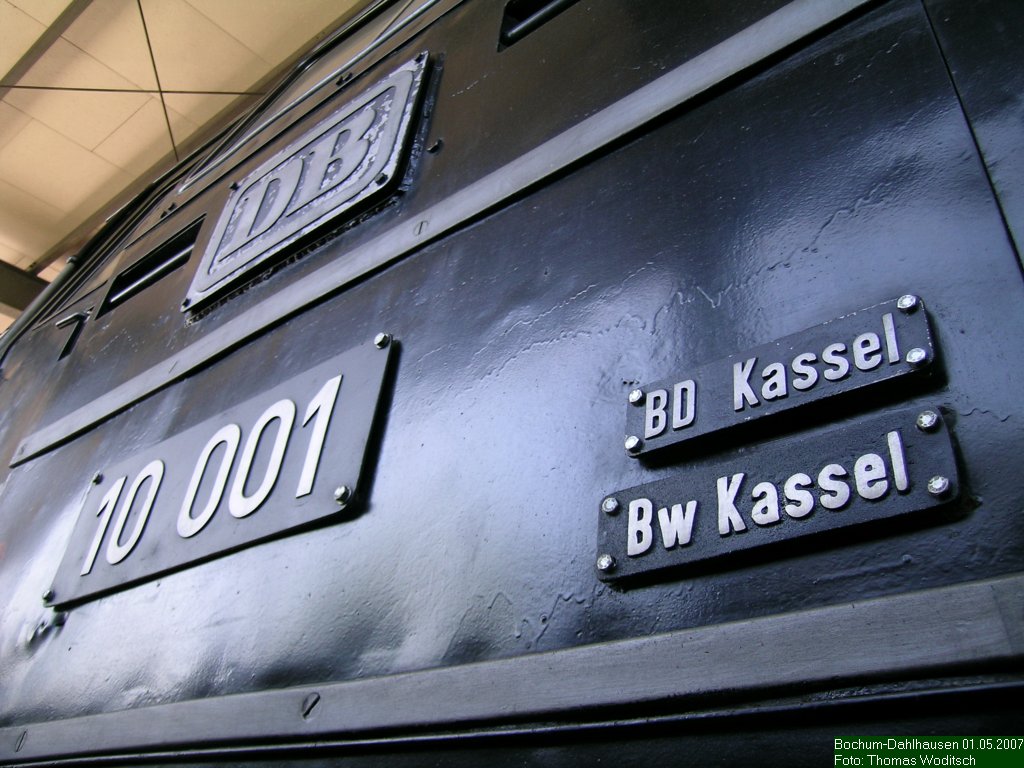 DB
10 001
BD Kassel
Bw Kassel
Bochum-Dahlhausen 01.05.2007
Foto: Thomas Woditsch